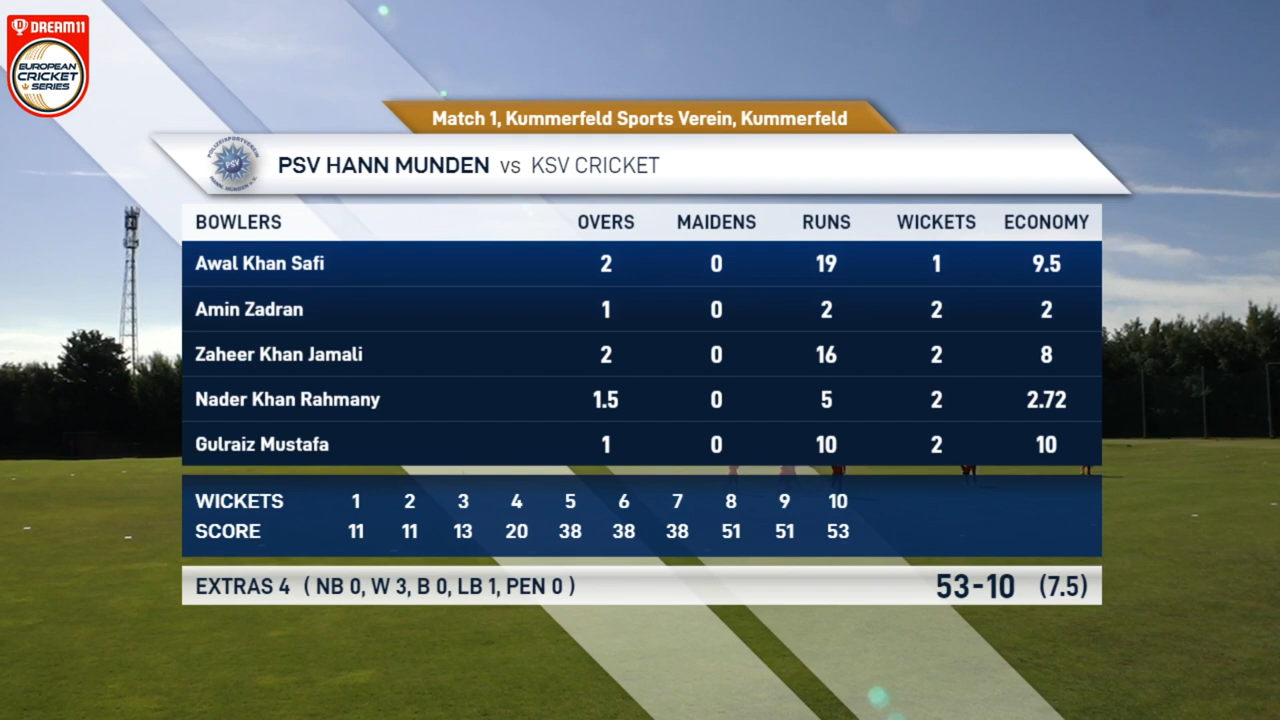 DREAM11
EUROPEAN
CRICKET
SERIES
Match 1, Kummerfeld Sports Verein, Kummerfeld
POLIZEISPORTVEREIN
PSV
HANN. MÜNDEN e.V.
PSV HANN MUNDEN vs KSV CRICKET
BOWLERS OVERS MAIDENS RUNS WICKETS ECONOMY
Awal Khan Safi 2 0 19 1 9.5
Amin Zadran 1 0 2 2 2
Zaheer Khan Jamali 2 0 16 2 8
Nader Khan Rahmany 1.5 0 5 2 2.72
Gulraiz Mustafa 1 0 10 2 10
WICKETS 1 2 3 4 5 6 7 8 9 10
SCORE 11 11 13 20 38 38 38 51 51 53
EXTRAS 4 ( NB 0, W 3, B 0, LB 1, PEN 0 ) 53-10 (7.5)